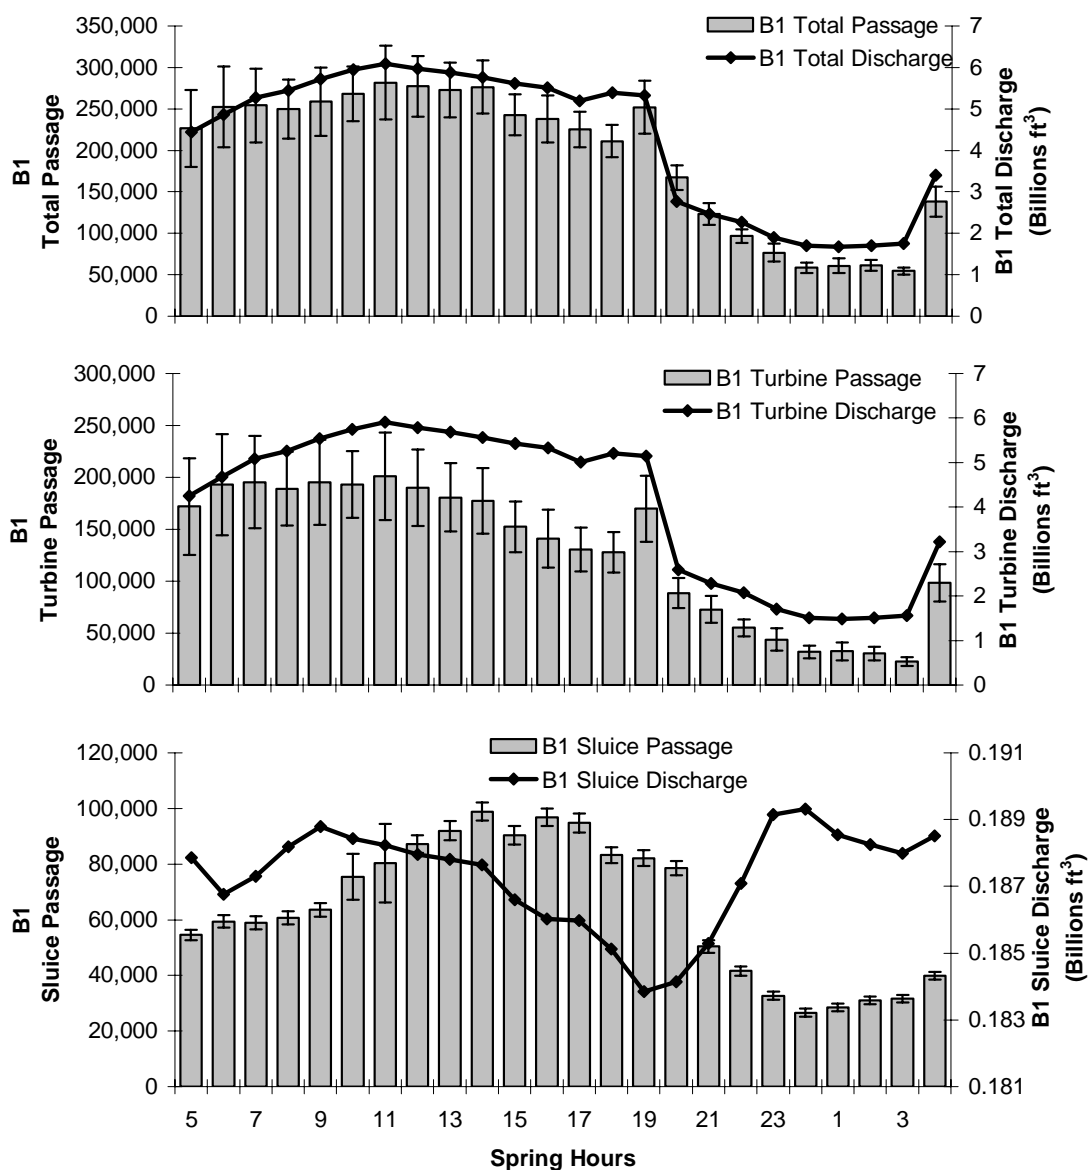 350,000
300,000
250,000
200,000
150,000
100,000
50,000
0
B1
Total Passage
B1 Total Passage
B1 Total Discharge
7
6
5
4
3
2
1
0
B1 Total Discharge
(Billions ft³)
300,000
250,000
200,000
150,000
100,000
50,000
0
B1
Turbine Passage
B1 Turbine Passage
B1 Turbine Discharge
7
6
5
4
3
2
1
0
B1 Turbine Discharge
(Billions ft³)
120,000
100,000
80,000
60,000
40,000
20,000
0
B1
Sluice Passage
B1 Sluice Passage
B1 Sluice Discharge
0.191
0.189
0.187
0.185
0.183
0.181
B1 Sluice Discharge
(Billions ft³)
5 7 9 11 13 15 17 19 21 23 1 3
Spring Hours